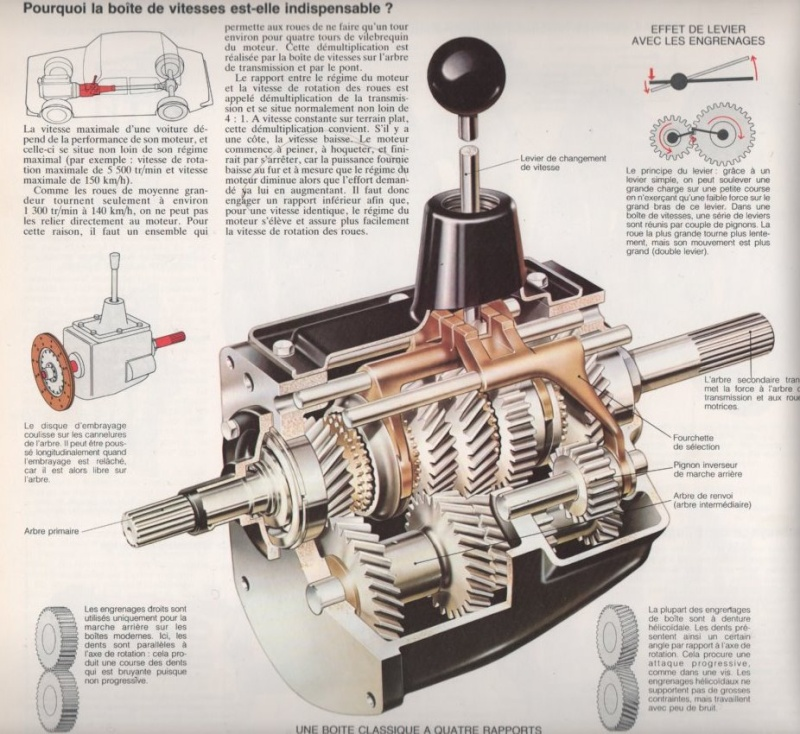 Pourquoi la boîte de vitesses est-elle indispensable ?
La vitesse maximale d'une voiture dé-
pend de la performance de son moteur, et
celle-ci se situe non loin de son régime
maximal (par exemple : vitesse de rota-
tion maximale de 5 500 tr/min et vitesse
maximale de 150 km/h).
Comme les roues de moyenne gran-
deur tournent seulement à environ
1 300 tr/min à 140 km/h, on ne peut pas
les relier directement au moteur. Pour
cette raison, il faut un ensemble qui
permette aux roues de ne faire qu'un tour
environ pour quatre tours de vilebrequin
du moteur. Cette démultiplication est
réalisée par la boîte de vitesses sur l'arbre
de transmission et par le pont.
Le rapport entre le régime du moteur
et la vitesse de rotation des roues est
appelé démultiplication de la transmis-
sion et se situe normalement non loin de
4 : 1. A vitesse constante sur terrain plat,
cette démultiplication convient. S'il y a
une côte, la vitesse baisse. Le moteur
commence à peiner, à hoqueter, et fini-
rait par s'arrêter, car la puissance fournie
baisse au fur et à mesure que le régime du
moteur diminue alors que l'effort deman-
dé va lui en augmentant. Il faut donc
engager un rapport inférieur afin que,
pour une vitesse identique, le régime du
moteur s'élève et assure plus facilement
la vitesse de rotation des roues.
EFFET DE LEVIER
AVEC LES ENGRENAGES
Le principe du levier : grâce à un
levier simple, on peut soulever une
grande charge sur une petite course
en n'exerçant qu'une faible force sur le
grand bras de ce levier. Dans une
boîte de vitesses, une série de leviers
sont réunis par couple de pignons. La
roue la plus grande tourne plus lente-
ment, mais son mouvement est plus
grand (double levier).
Levier de changement
de vitesse
Le disque d'embrayage
coulisse sur les cannelures
de l'arbre. Il peut être pous-
sé longitudinalement quand
l'embrayage est relâché,
car il est alors libre sur
l'arbre.
L'arbre secondaire tran
met la force à l'arbre
transmission et aux rou
motrices.
Fourchette
de sélection
Pignon inverseur
de marche arrière
Arbre de renvoi
(arbre intermédiaire)
Arbre primaire
Les engrenages droits sont
utilisés uniquement pour la
marche arrière sur les
boîtes modernes. Ici, les
dents sont parallèles à
l'axe de rotation : cela pro-
duit une course des dents
qui est bruyante puisque
non progressive.
La plupart des engrenages
de boîte sont à denture
hélicoïdale. Les dents pré-
sentent ainsi un certain
angle par rapport à l'axe de
rotation. Cela procure une
attaque progressive,
comme dans une vis. Les
engrenages hélicoïdaux ne
supportent pas de grosses
contraintes, mais travaillent
avec peu de bruit.
UNE BOITE CLASSIQUE A QUATRE RAPPORTS